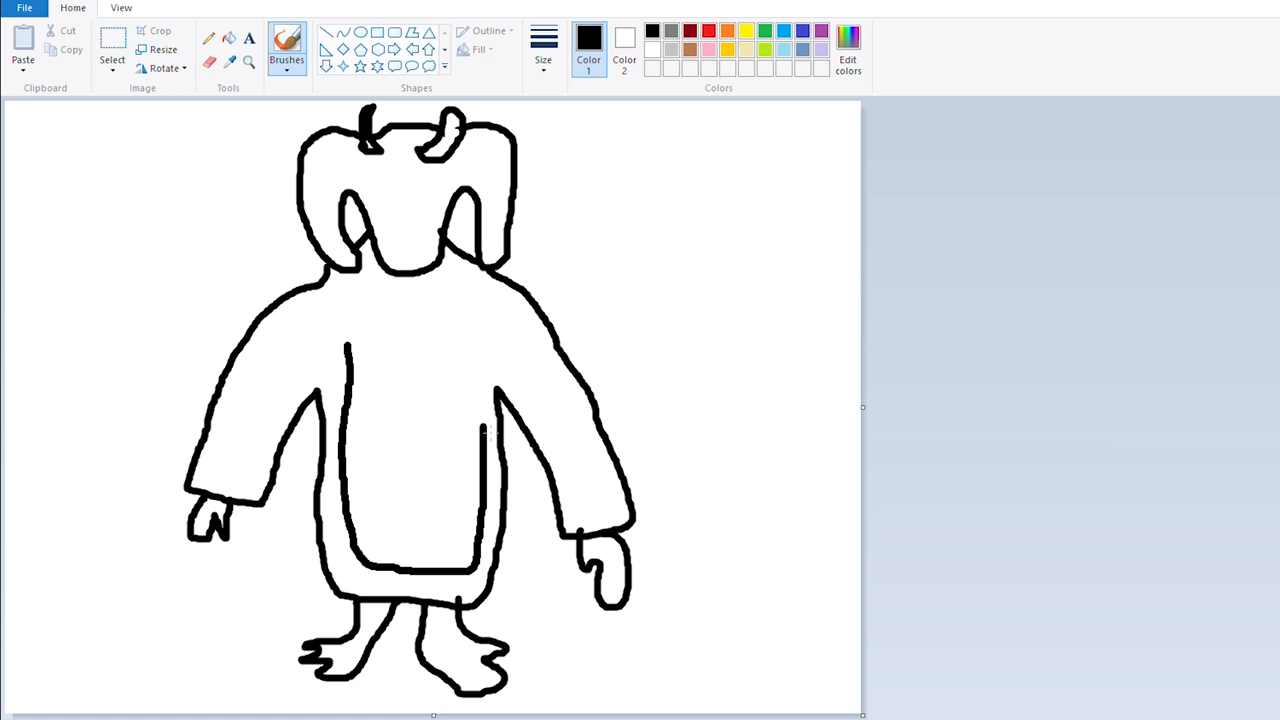 File Home View
Paste Cut Copy
Clipboard
Select Crop Resize Rotate
Image
A
Tools
Brushes
Shapes
Outline Fill
Size
Color 1 Color 2
Colors
Edit colors